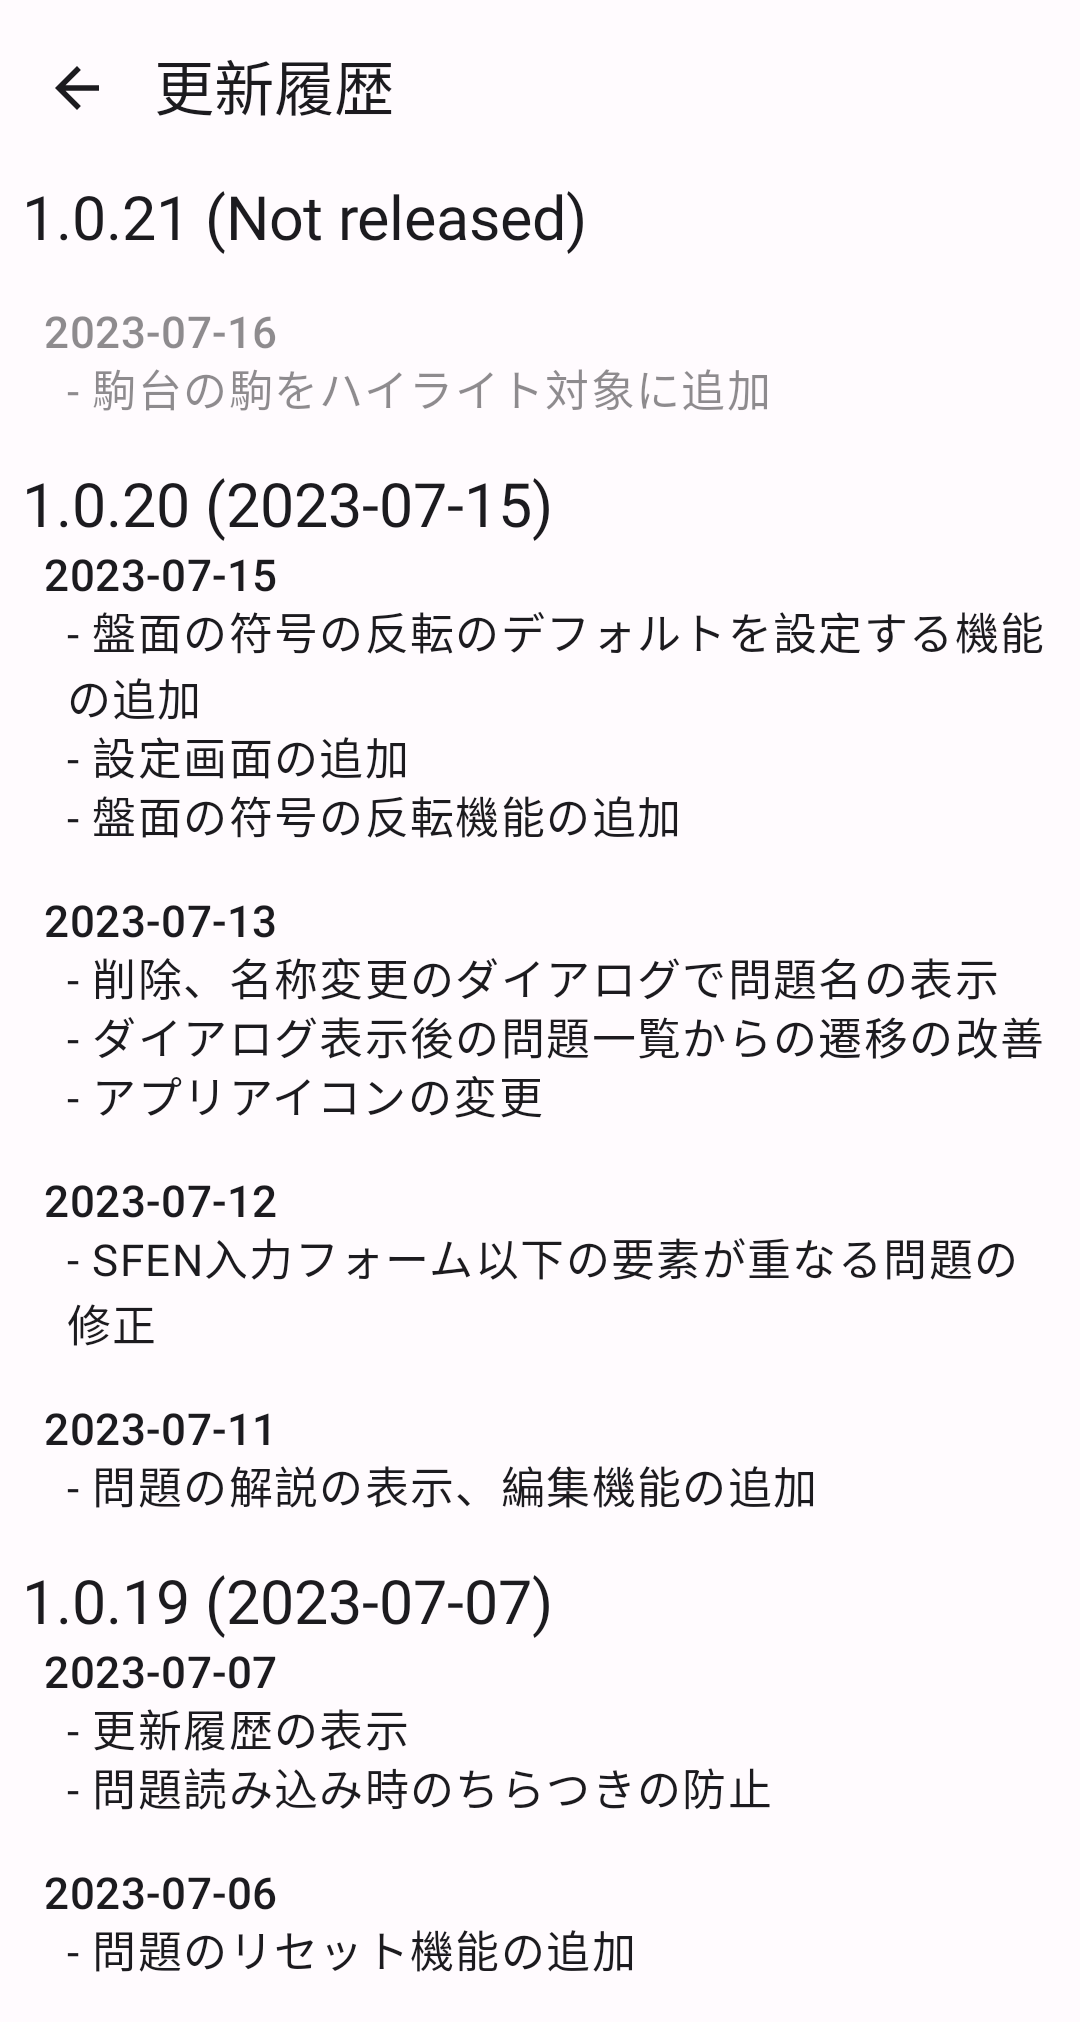 更新履歴
1.0.21 (Not released)
2023-07-16
- 駒台の駒をハイライト対象に追加
1.0.20 (2023-07-15)
2023-07-15
- 盤面の符号の反転のデフォルトを設定する機能
の追加
- 設定画面の追加
- 盤面の符号の反転機能の追加
2023-07-13
- 削除、名称変更のダイアログで問題名の表示
- ダイアログ表示後の問題一覧からの遷移の改善
- アプリアイコンの変更
2023-07-12
- SFEN入力フォーム以下の要素が重なる問題の
修正
2023-07-11
- 問題の解説の表示、編集機能の追加
1.0.19 (2023-07-07)
2023-07-07
- 更新履歴の表示
- 問題読み込み時のちらつきの防止
2023-07-06
- 問題のリセット機能の追加